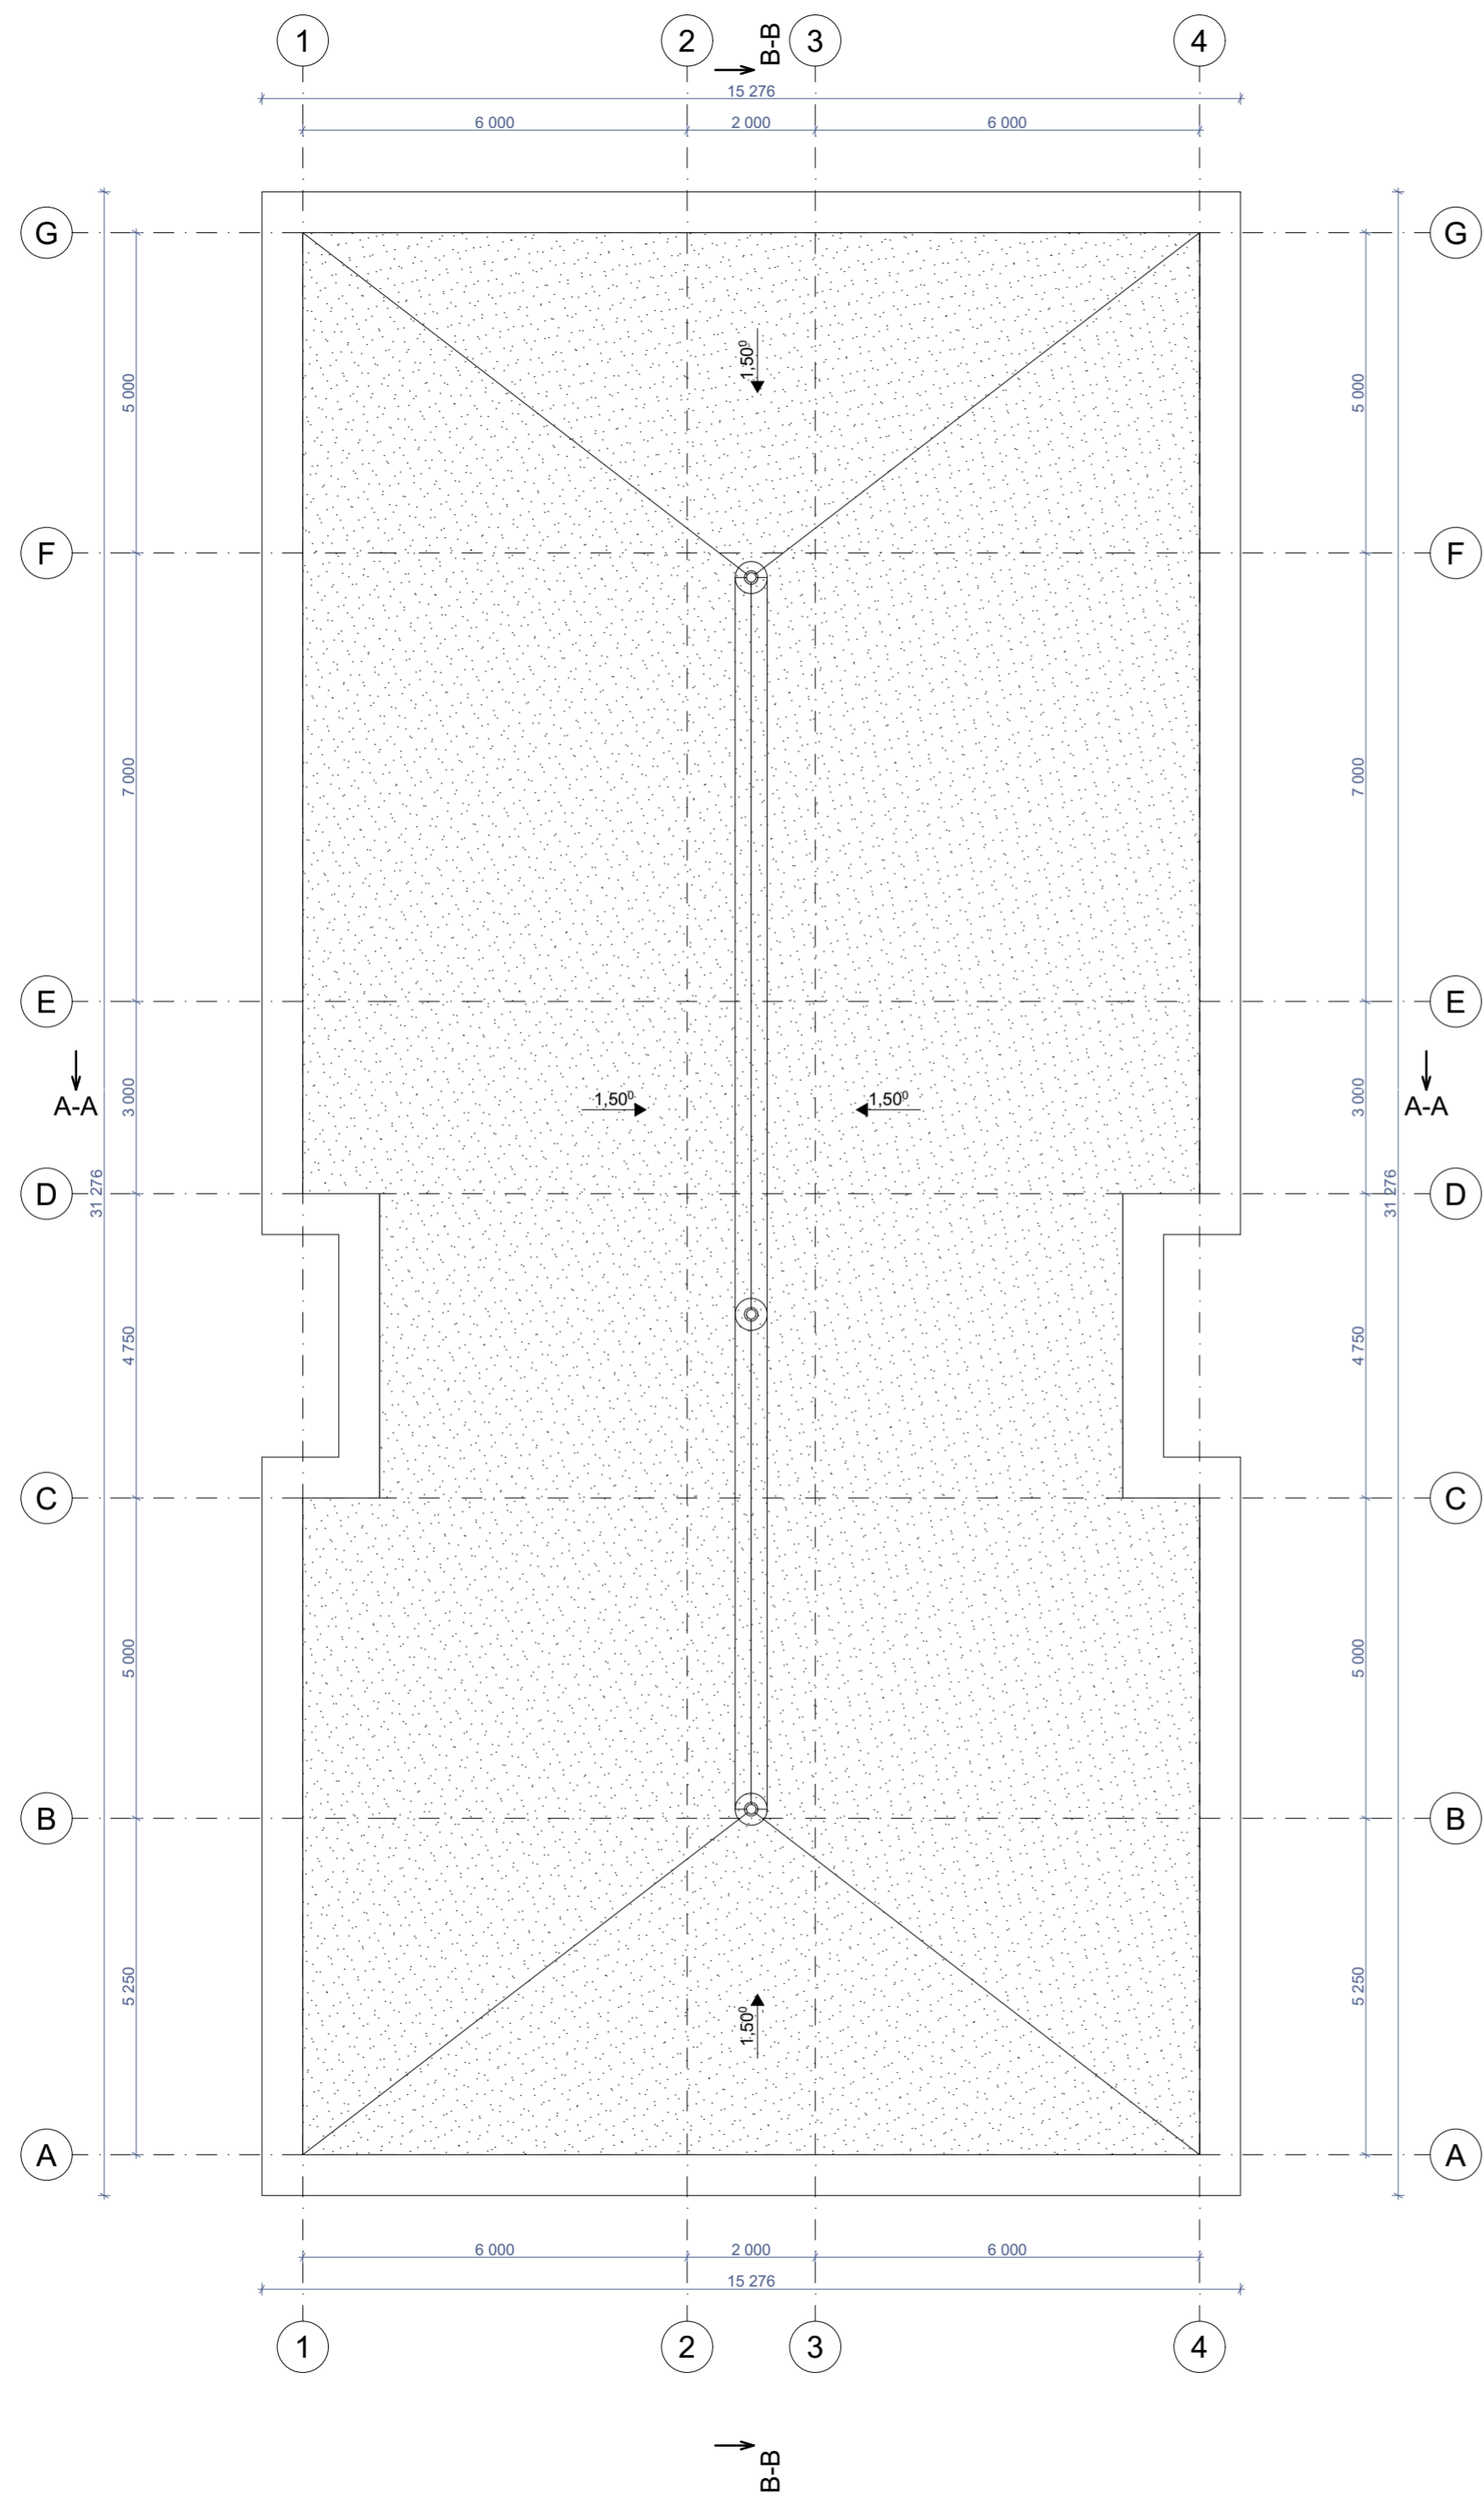 1 2 3 4
B-B
15 276
6 000 2 000 6 000
G G
1,50⁰
5 000 5 000
F F
7 000 7 000
E E
1,50⁰ 1,50⁰
A-A 3 000 3 000 A-A
31 276 31 276
D D
4 750 4 750
C C
5 000 5 000
B B
5 250 5 250
1,50⁰
A A
6 000 2 000 6 000
15 276
1 2 3 4
B-B